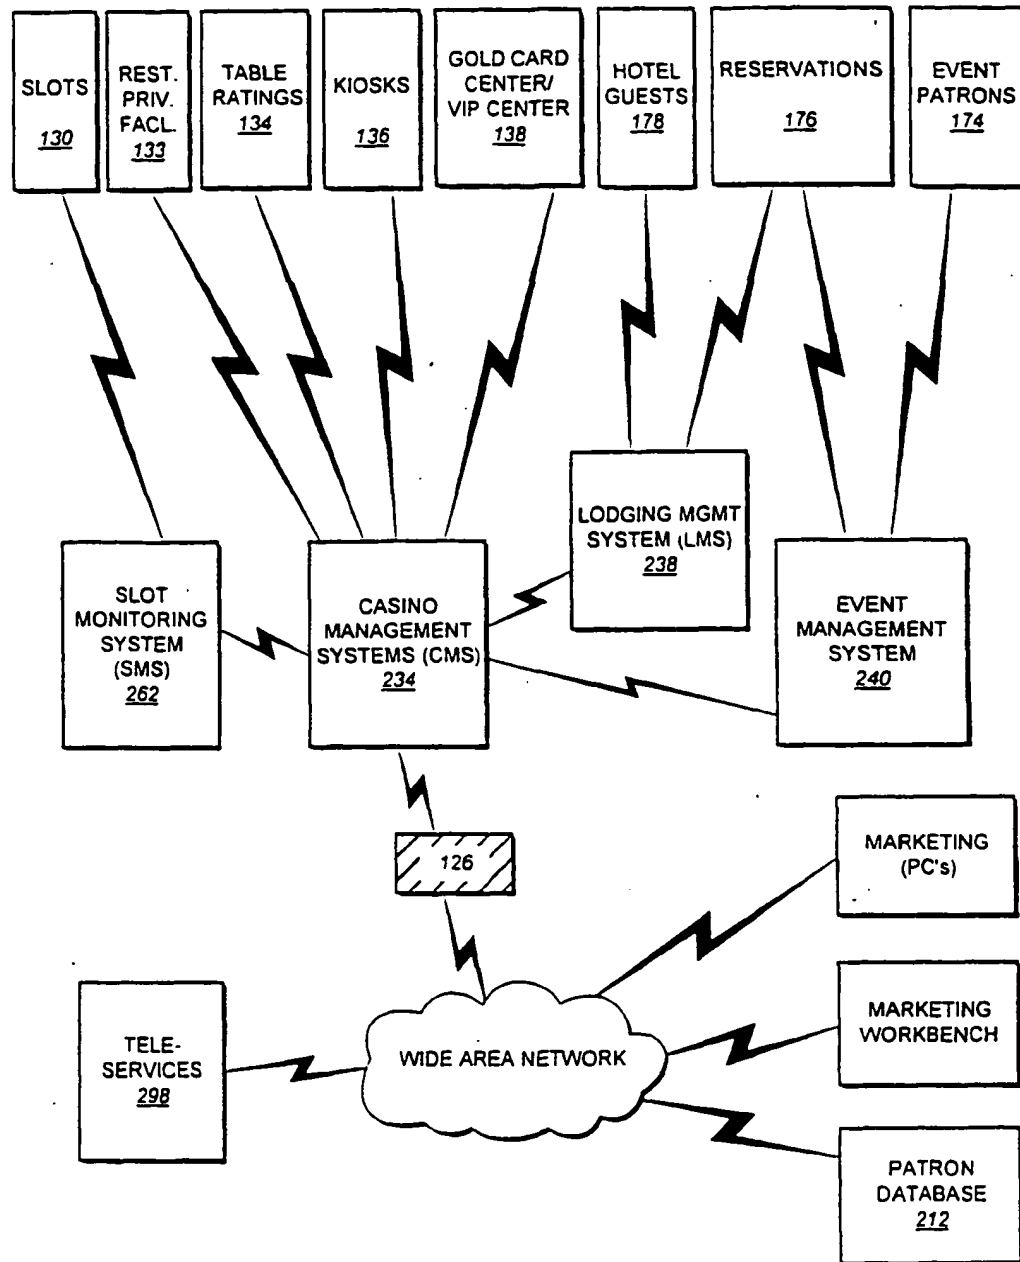 SLOTS
130
REST.
PRIV.
FACL.
133
TABLE
RATINGS
134
KIOSKS
136
GOLD CARD
CENTER/
VIP CENTER
138
HOTEL
GUESTS
178
RESERVATIONS
176
EVENT
PATRONS
174
LODGING MGMT
SYSTEM (LMS)
238
SLOT
MONITORING
SYSTEM
(SMS)
262
CASINO
MANAGEMENT
SYSTEMS (CMS)
234
EVENT
MANAGEMENT
SYSTEM
240
126
MARKETING
(PC's)
TELE-
SERVICES
298
WIDE AREA NETWORK
MARKETING
WORKBENCH
PATRON
DATABASE
212